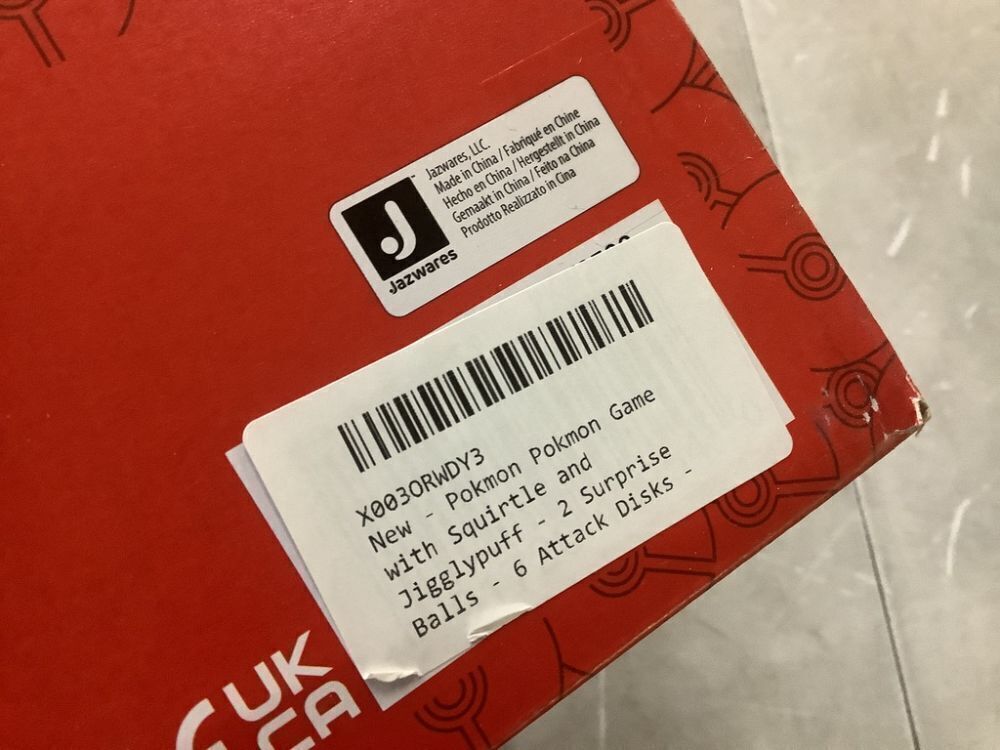 Jazwares, LLC.
Made in China / Fabriqué en Chine
Hecho en China / Hergestellt in China
Gemaakt in China / Feito na China
Prodotto Realizzato in Cina
J
Jazwares
X003ORWDY3
New - Pokmon Pokmon Game
with Squirtle and
Jigglypuff - 2 Surprise
Balls - 6 Attack Disks -
UK
CA